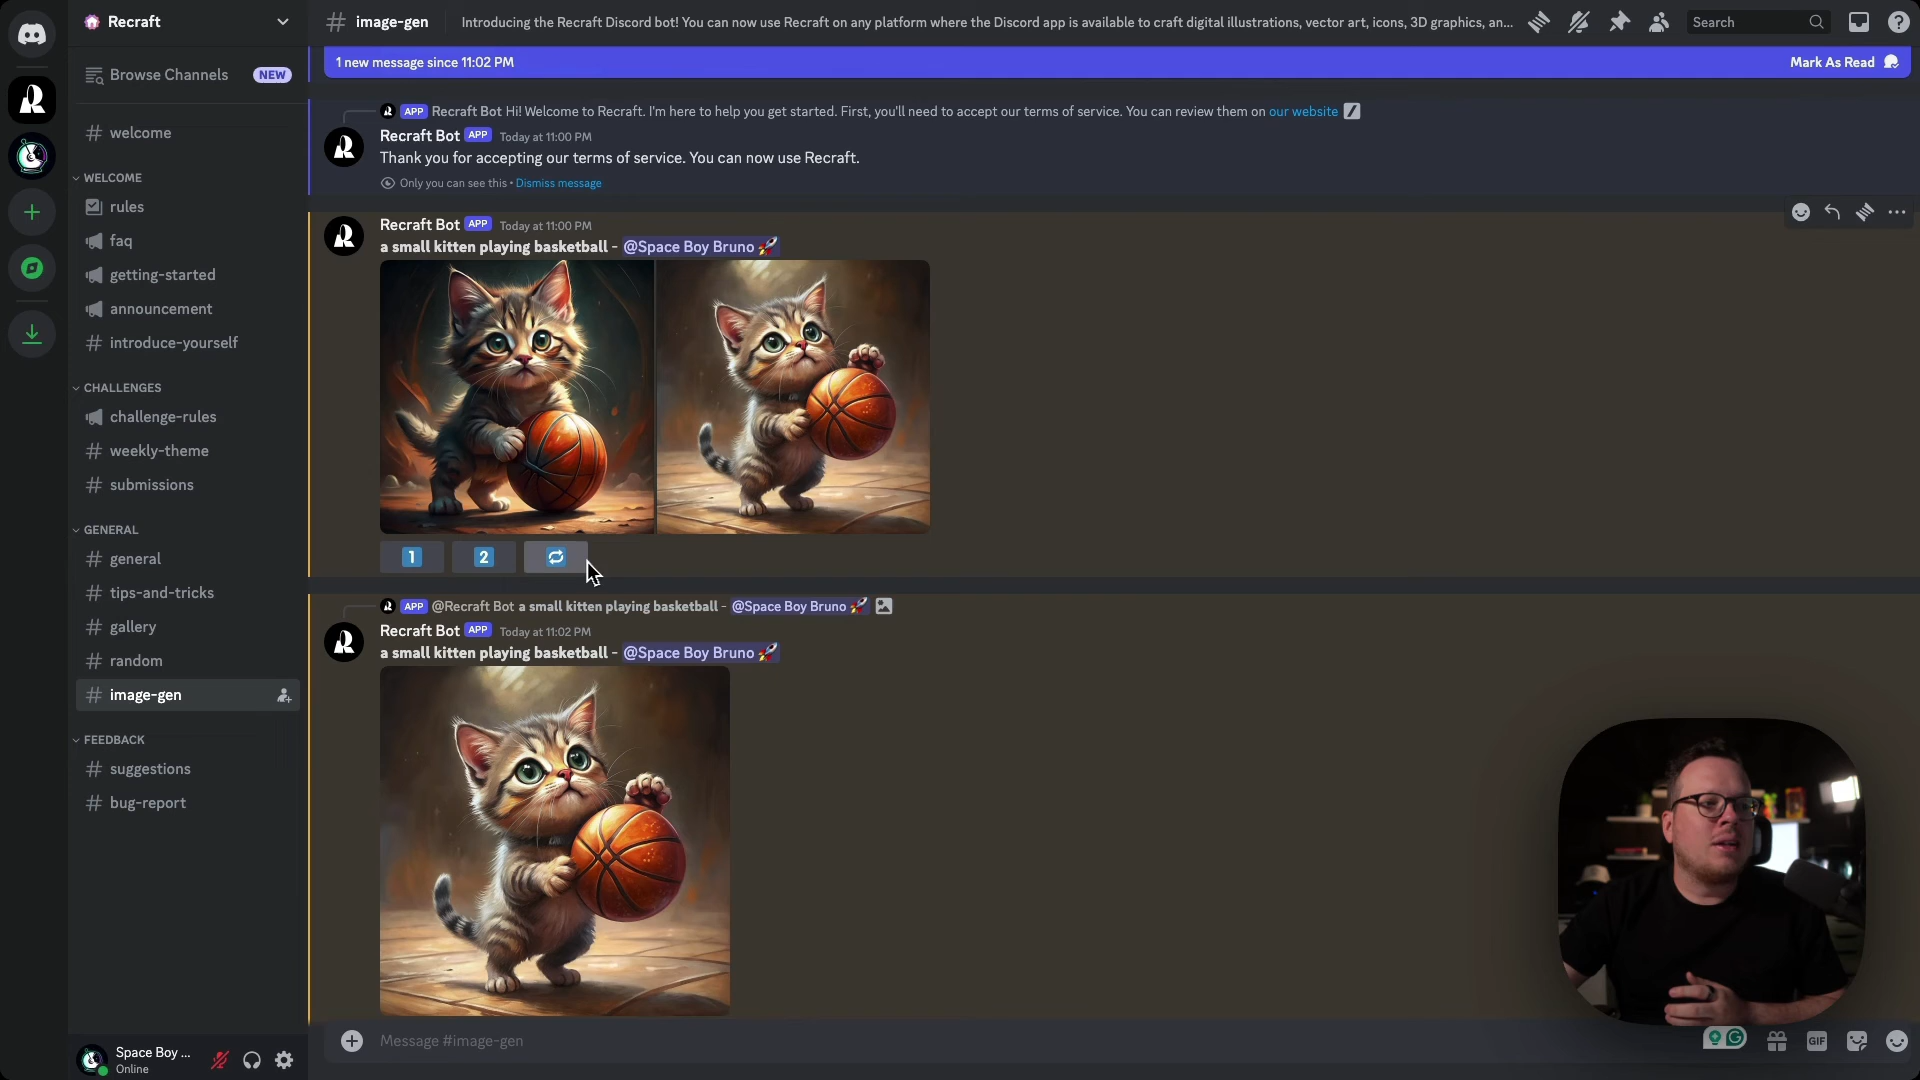 Recraft
Browse Channels
NEW
welcome
WELCOME
rules
faq
getting-started
announcement
introduce-yourself
CHALLENGES
challenge-rules
weekly-theme
submissions
GENERAL
general
tips-and-tricks
gallery
random
image-gen
FEEDBACK
suggestions
bug-report
Space Boy ...
Online
# image-gen
Introducing the Recraft Discord bot! You can now use Recraft on any platform where the Discord app is available to craft digital illustrations, vector art, icons, 3D graphics, an...
Search
1 new message since 11:02 PM
Mark As Read
APP Recraft Bot Hi! Welcome to Recraft. I'm here to help you get started. First, you'll need to accept our terms of service. You can review them on our website
Recraft Bot APP Today at 11:00 PM
Thank you for accepting our terms of service. You can now use Recraft.
Only you can see this • Dismiss message
Recraft Bot APP Today at 11:00 PM
a small kitten playing basketball - @Space Boy Bruno 🚀
1 2
APP @Recraft Bot a small kitten playing basketball - @Space Boy Bruno 🚀
Recraft Bot APP Today at 11:02 PM
a small kitten playing basketball - @Space Boy Bruno 🚀
Message #image-gen
GIF